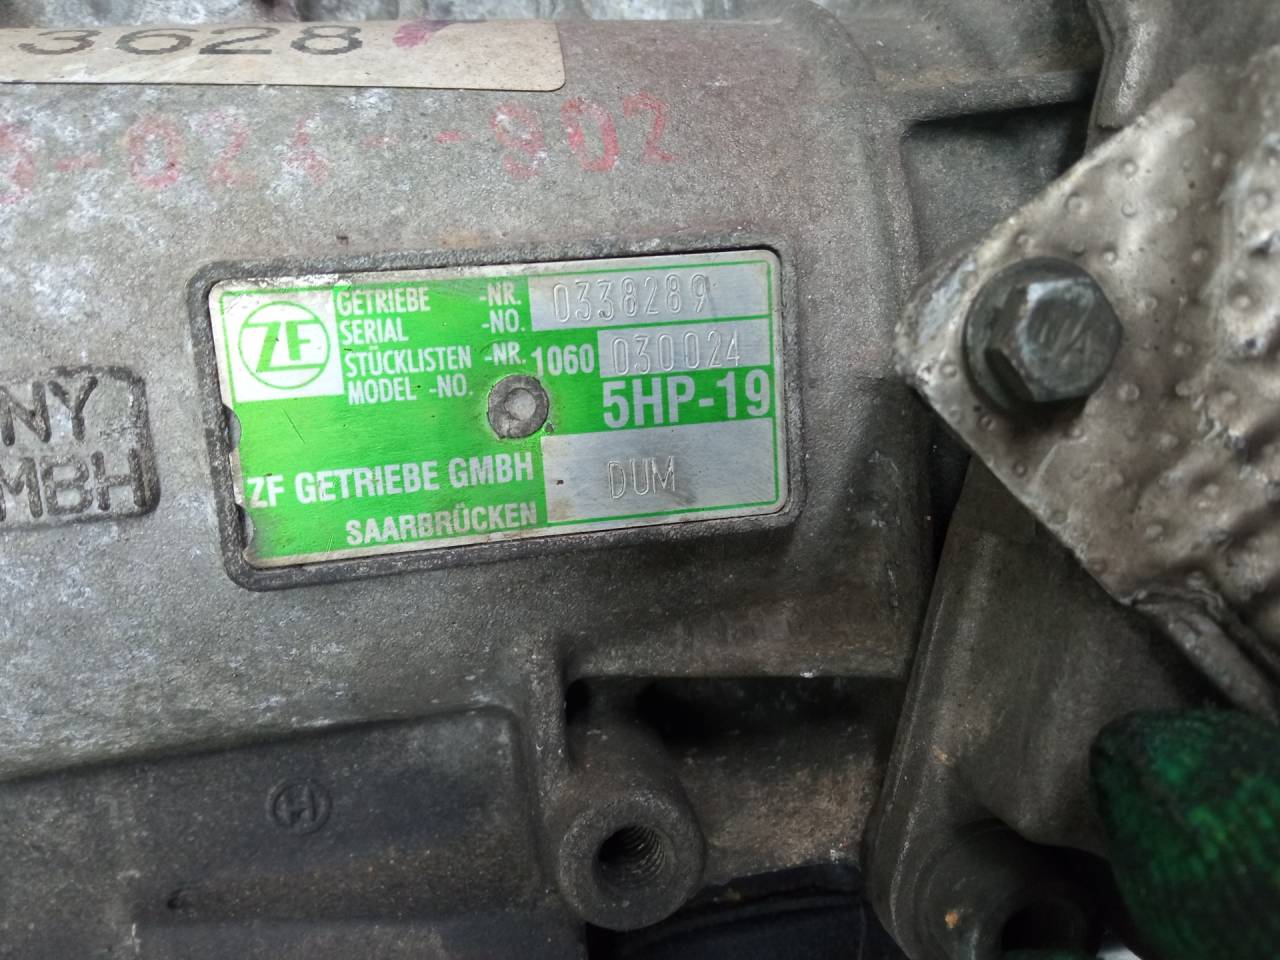 3628
-024--902
ZF
GETRIEBE -NR. 0338289
SERIAL -NO.
STÜCKLISTEN -NR. 1060 030024
MODEL -NO.
5HP-19
ZF GETRIEBE GMBH DUM
SAARBRÜCKEN
NY
MBH
H